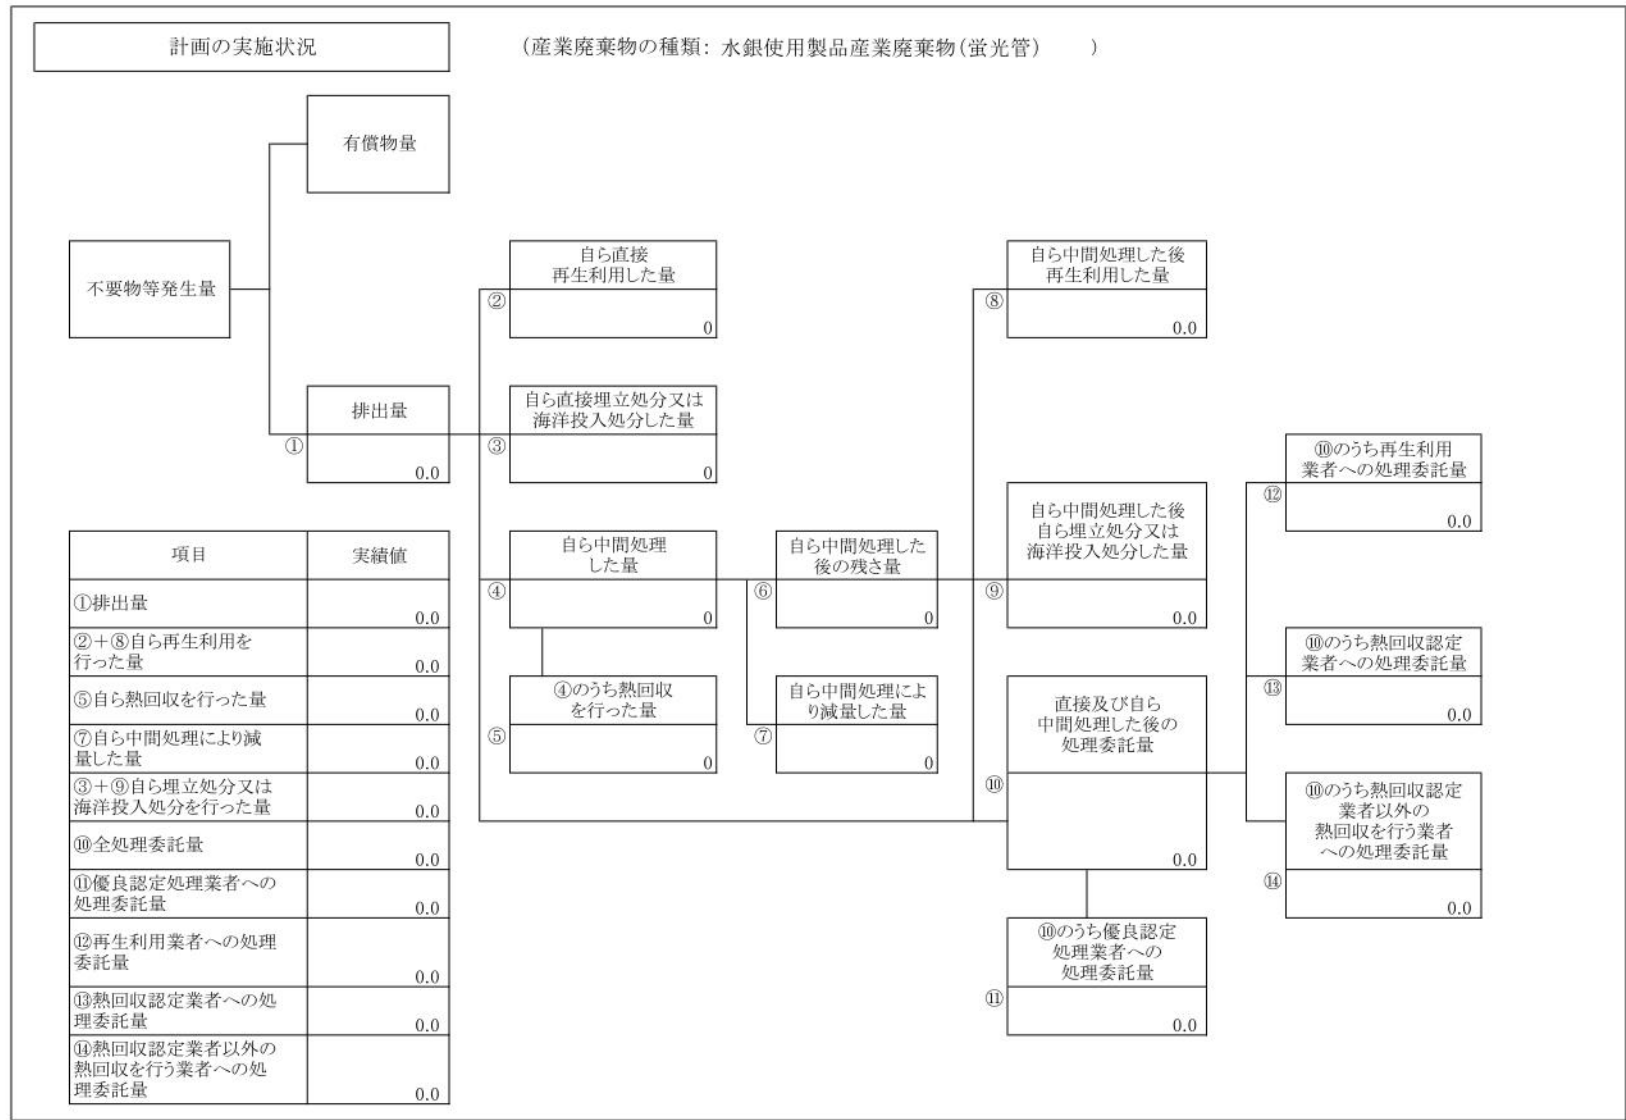 計画の実施状況
(産業廃棄物の種類: 水銀使用製品産業廃棄物(蛍光管) )
有償物量
不要物等発生量
自ら直接
再生利用した量
②
0
自ら中間処理した後
再生利用した量
⑧
0.0
排出量
①
0.0
自ら直接埋立処分又は
海洋投入処分した量
③
0
⑩のうち再生利用
業者への処理委託量
⑫
0.0
自ら中間処理
した量
④
0
自ら中間処理した
後の残さ量
⑥
0
自ら中間処理した後
自ら埋立処分又は
海洋投入処分した量
⑨
0.0
⑩のうち熱回収認定
業者への処理委託量
⑬
0.0
④のうち熱回収
を行った量
⑤
0
自ら中間処理によ
り減量した量
⑦
0
直接及び自ら
中間処理した後の
処理委託量
⑩
0.0
⑩のうち熱回収認定
業者以外の
熱回収を行う業者
への処理委託量
⑭
0.0
⑩のうち優良認定
処理業者への
処理委託量
⑪
0.0
項目 実績値
①排出量
0.0
②+⑧自ら再生利用を
行った量
0.0
⑤自ら熱回収を行った量
0.0
⑦自ら中間処理により減
量した量
0.0
③+⑨自ら埋立処分又は
海洋投入処分を行った量
0.0
⑩全処理委託量
0.0
⑪優良認定処理業者への
処理委託量
0.0
⑫再生利用業者への処理
委託量
0.0
⑬熱回収認定業者への処
理委託量
0.0
⑭熱回収認定業者以外の
熱回収を行う業者への処
理委託量
0.0